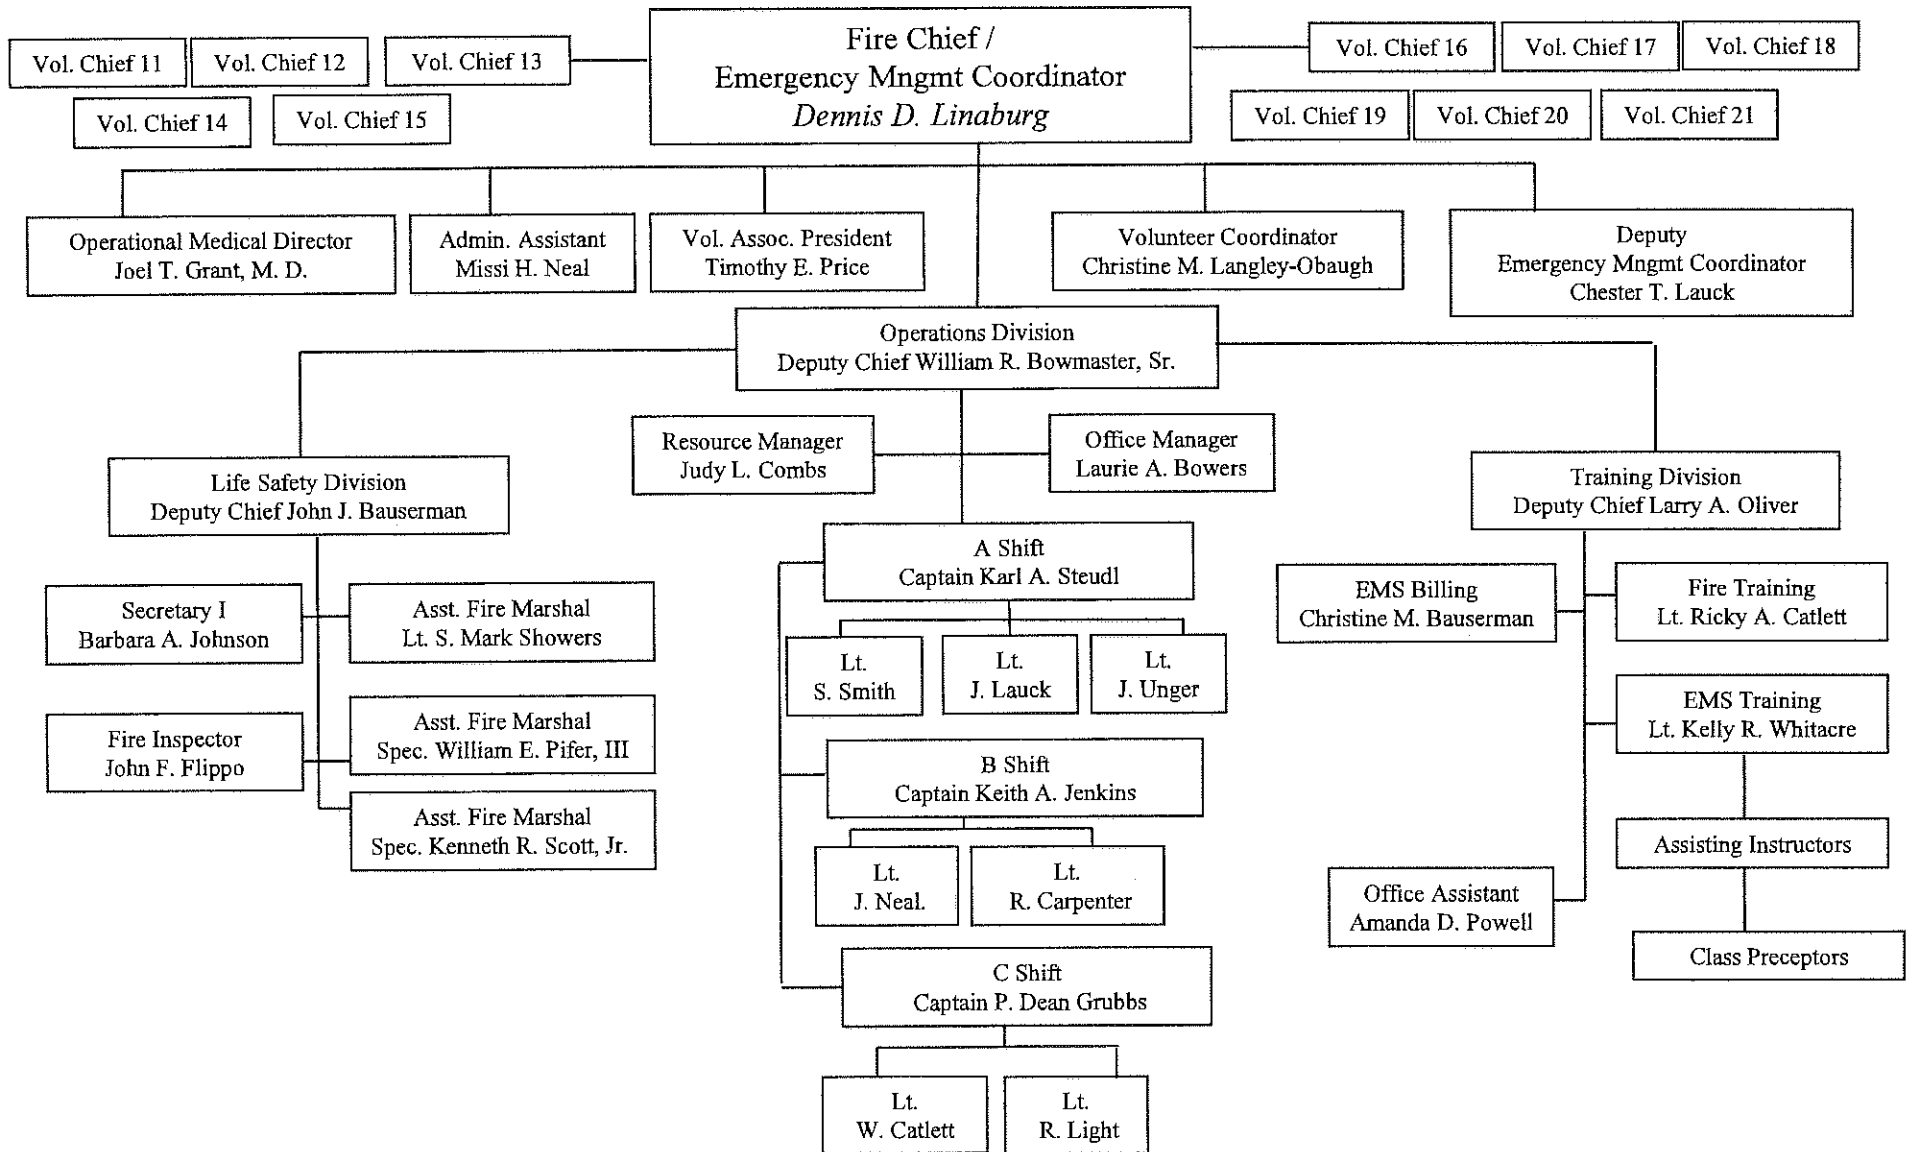 Fire Chief /
Emergency Mngmt Coordinator
Dennis D. Linaburg
Vol. Chief 11
Vol. Chief 12
Vol. Chief 13
Vol. Chief 14
Vol. Chief 15
Vol. Chief 16
Vol. Chief 17
Vol. Chief 18
Vol. Chief 19
Vol. Chief 20
Vol. Chief 21
Operational Medical Director
Joel T. Grant, M. D.
Admin. Assistant
Missi H. Neal
Vol. Assoc. President
Timothy E. Price
Volunteer Coordinator
Christine M. Langley-Obaugh
Deputy
Emergency Mngmt Coordinator
Chester T. Lauck
Operations Division
Deputy Chief William R. Bowmaster, Sr.
Resource Manager
Judy L. Combs
Office Manager
Laurie A. Bowers
Life Safety Division
Deputy Chief John J. Bauserman
Secretary I
Barbara A. Johnson
Asst. Fire Marshal
Lt. S. Mark Showers
Fire Inspector
John F. Flippo
Asst. Fire Marshal
Spec. William E. Pifer, III
Asst. Fire Marshal
Spec. Kenneth R. Scott, Jr.
A Shift
Captain Karl A. Steudl
Lt.
S. Smith
Lt.
J. Lauck
Lt.
J. Unger
B Shift
Captain Keith A. Jenkins
Lt.
J. Neal.
Lt.
R. Carpenter
C Shift
Captain P. Dean Grubbs
Lt.
W. Catlett
Lt.
R. Light
Training Division
Deputy Chief Larry A. Oliver
EMS Billing
Christine M. Bauserman
Fire Training
Lt. Ricky A. Catlett
EMS Training
Lt. Kelly R. Whitacre
Assisting Instructors
Office Assistant
Amanda D. Powell
Class Preceptors